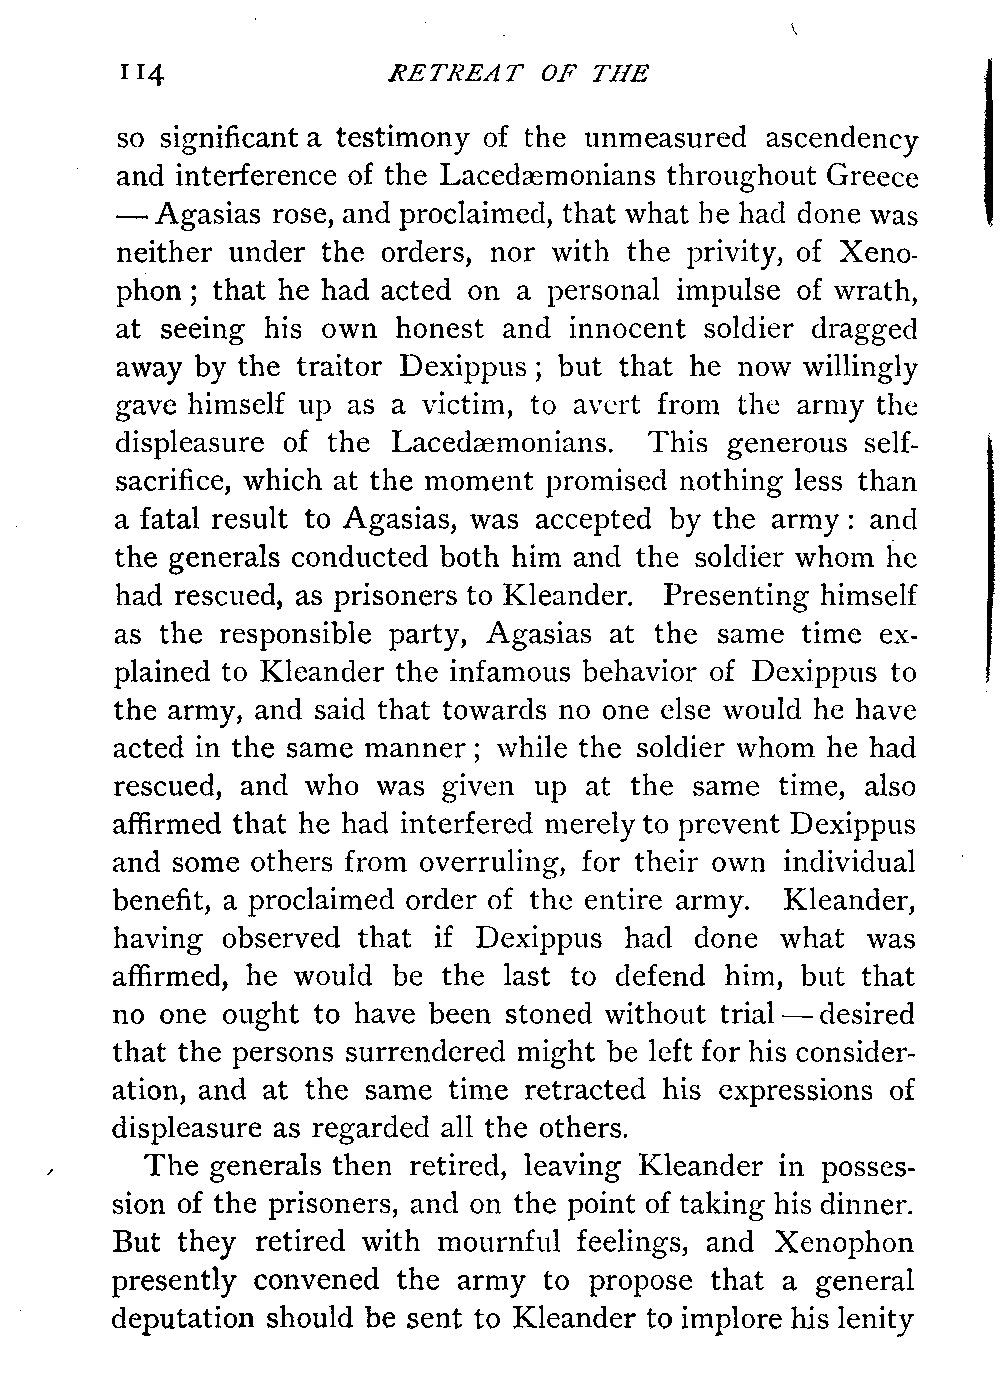 114 RETREAT OF THE
so significant a testimony of the unmeasured ascendency
and interference of the Lacedæmonians throughout Greece
— Agasias rose, and proclaimed, that what he had done was
neither under the orders, nor with the privity, of Xeno-
phon ; that he had acted on a personal impulse of wrath,
at seeing his own honest and innocent soldier dragged
away by the traitor Dexippus ; but that he now willingly
gave himself up as a victim, to avert from the army the
displeasure of the Lacedæmonians. This generous self-
sacrifice, which at the moment promised nothing less than
a fatal result to Agasias, was accepted by the army : and
the generals conducted both him and the soldier whom he
had rescued, as prisoners to Kleander. Presenting himself
as the responsible party, Agasias at the same time ex-
plained to Kleander the infamous behavior of Dexippus to
the army, and said that towards no one else would he have
acted in the same manner ; while the soldier whom he had
rescued, and who was given up at the same time, also
affirmed that he had interfered merely to prevent Dexippus
and some others from overruling, for their own individual
benefit, a proclaimed order of the entire army. Kleander,
having observed that if Dexippus had done what was
affirmed, he would be the last to defend him, but that
no one ought to have been stoned without trial — desired
that the persons surrendered might be left for his consider-
ation, and at the same time retracted his expressions of
displeasure as regarded all the others.
The generals then retired, leaving Kleander in posses-
sion of the prisoners, and on the point of taking his dinner.
But they retired with mournful feelings, and Xenophon
presently convened the army to propose that a general
deputation should be sent to Kleander to implore his lenity